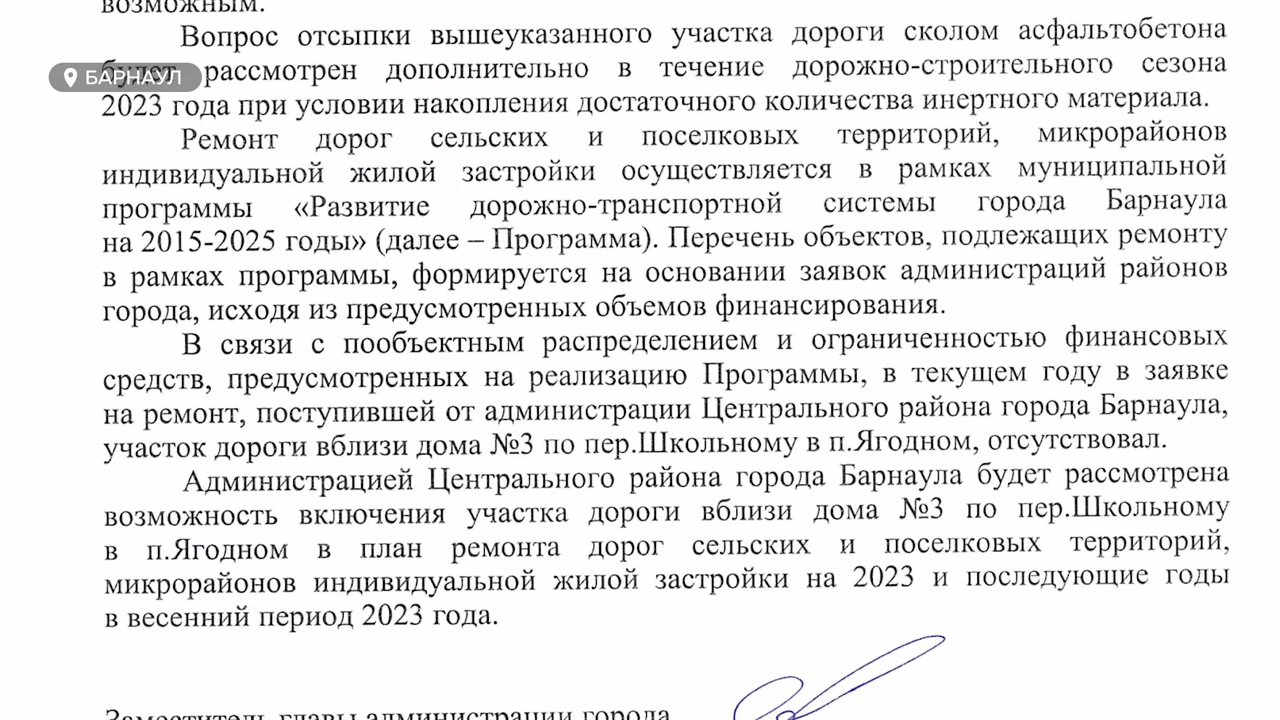 возможным.
Вопрос отсыпки вышеуказанного участка дороги сколом асфальтобетона
будет рассмотрен дополнительно в течение дорожно-строительного сезона
БАРНАУЛ
2023 года при условии накопления достаточного количества инертного материала.
Ремонт дорог сельских и поселковых территорий, микрорайонов
индивидуальной жилой застройки осуществляется в рамках муниципальной
программы «Развитие дорожно-транспортной системы города Барнаула
на 2015-2025 годы» (далее – Программа). Перечень объектов, подлежащих ремонту
в рамках программы, формируется на основании заявок администраций районов
города, исходя из предусмотренных объемов финансирования.
В связи с пообъектным распределением и ограниченностью финансовых
средств, предусмотренных на реализацию Программы, в текущем году в заявке
на ремонт, поступившей от администрации Центрального района города Барнаула,
участок дороги вблизи дома №3 по пер.Школьному в п.Ягодном, отсутствовал.
Администрацией Центрального района города Барнаула будет рассмотрена
возможность включения участка дороги вблизи дома №3 по пер.Школьному
в п.Ягодном в план ремонта дорог сельских и поселковых территорий,
микрорайонов индивидуальной жилой застройки на 2023 и последующие годы
в весенний период 2023 года.
Заместитель главы администрации города